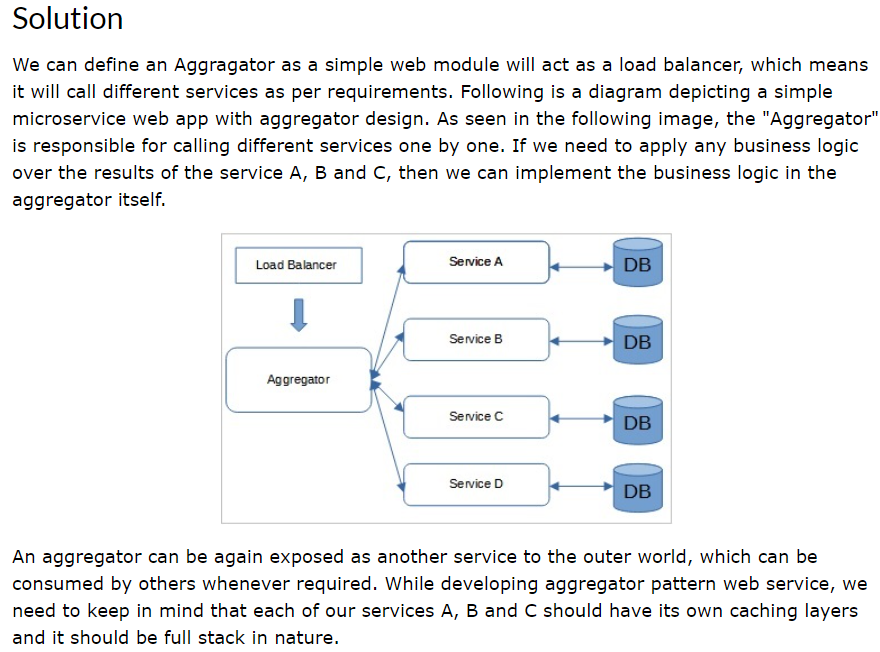 Solution
We can define an Aggragator as a simple web module will act as a load balancer, which means
it will call different services as per requirements. Following is a diagram depicting a simple
microservice web app with aggregator design. As seen in the following image, the "Aggregator"
is responsible for calling different services one by one. If we need to apply any business logic
over the results of the service A, B and C, then we can implement the business logic in the
aggregator itself.
Load Balancer
Aggregator
Service A
DB
Service B
DB
Service C
DB
Service D
DB
An aggregator can be again exposed as another service to the outer world, which can be
consumed by others whenever required. While developing aggregator pattern web service, we
need to keep in mind that each of our services A, B and C should have its own caching layers
and it should be full stack in nature.